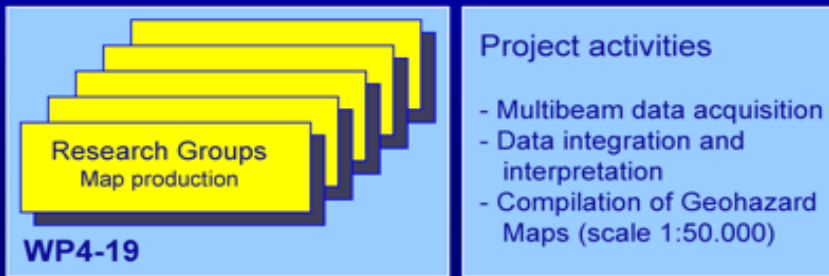 Research Groups
Map production
WP4-19
Project activities
- Multibeam data acquisition
- Data integration and
interpretation
- Compilation of Geohazard
Maps (scale 1:50.000)